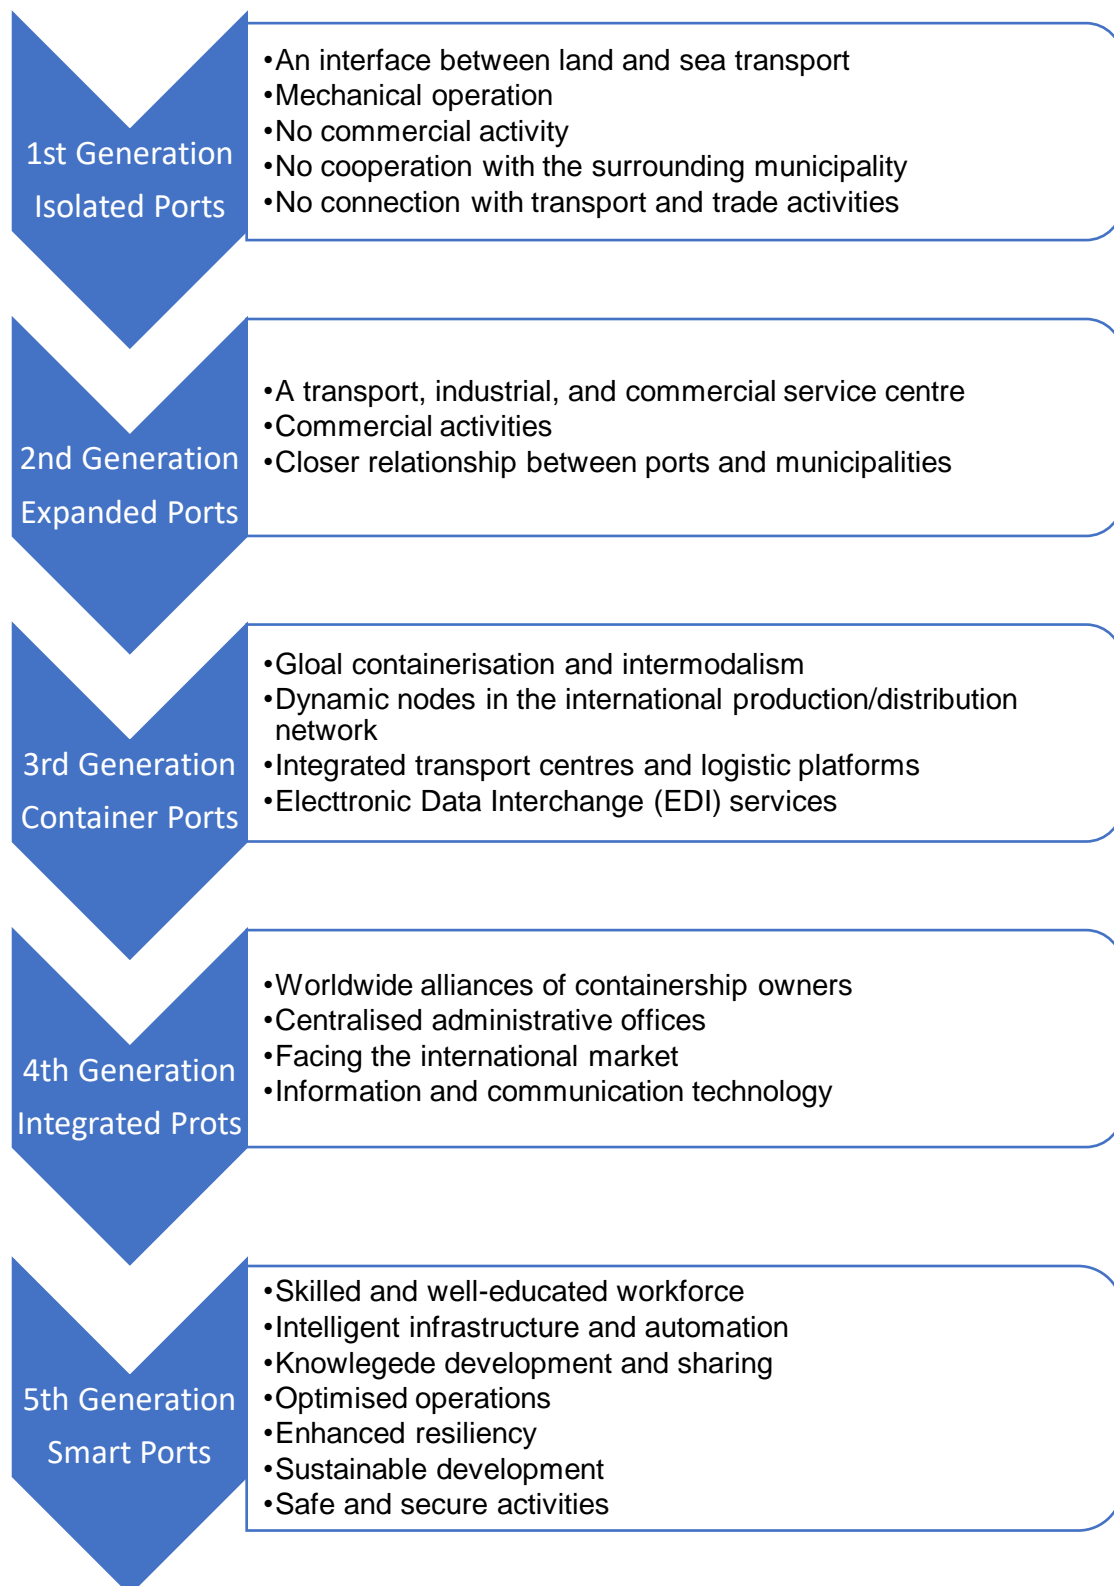 1st Generation
Isolated Ports
•An interface between land and sea transport
•Mechanical operation
•No commercial activity
•No cooperation with the surrounding municipality
•No connection with transport and trade activities
2nd Generation
Expanded Ports
•A transport, industrial, and commercial service centre
•Commercial activities
•Closer relationship between ports and municipalities
3rd Generation
Container Ports
•Gloal containerisation and intermodalism
•Dynamic nodes in the international production/distribution
network
•Integrated transport centres and logistic platforms
•Electtronic Data Interchange (EDI) services
4th Generation
Integrated Prots
•Worldwide alliances of containership owners
•Centralised administrative offices
•Facing the international market
•Information and communication technology
5th Generation
Smart Ports
•Skilled and well-educated workforce
•Intelligent infrastructure and automation
•Knowlegede development and sharing
•Optimised operations
•Enhanced resiliency
•Sustainable development
•Safe and secure activities